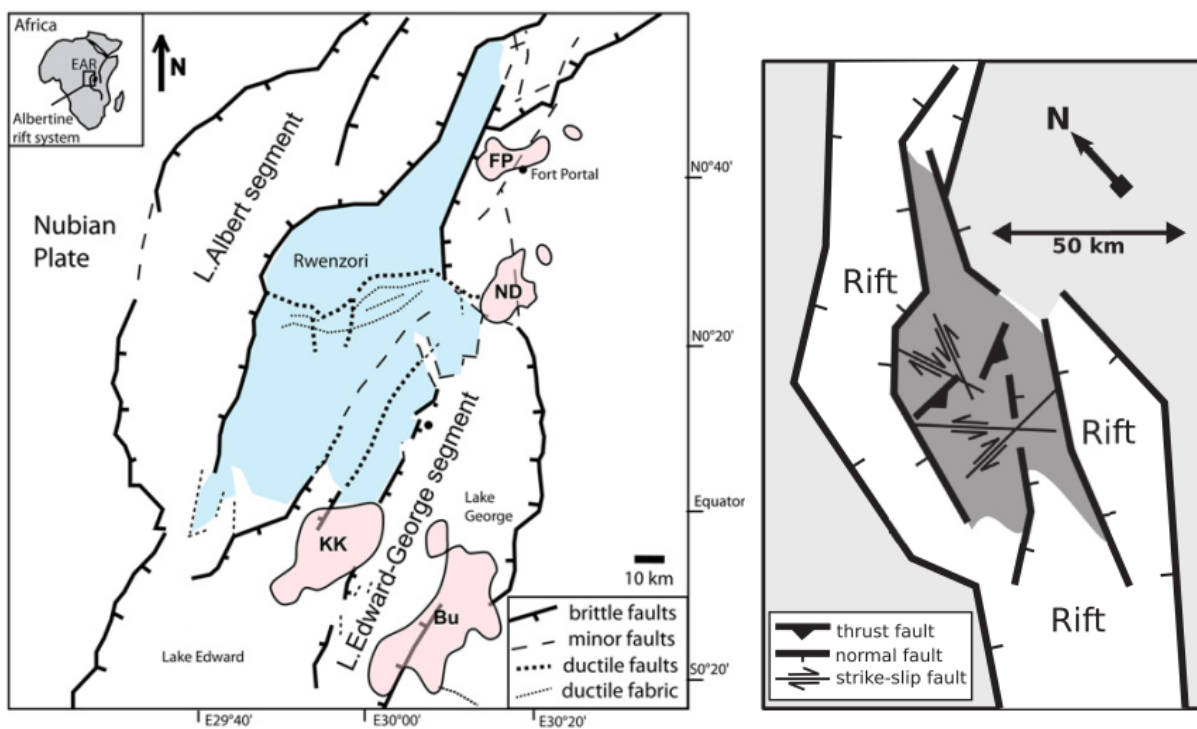 Africa
EAR
Albertine
rift system
N
Nubian
Plate
L.Albert segment
Rwenzori
FP
Fort Portal
ND
N0°40'
N0°20'
Equator
S0°20'
KK
Bu
Lake
George
L.Edward-George segment
Lake Edward
10 km
brittle faults
minor faults
ductile faults
ductile fabric
E29°40'
E30°00'
E30°20'
N
50 km
Rift
Rift
Rift
thrust fault
normal fault
strike-slip fault